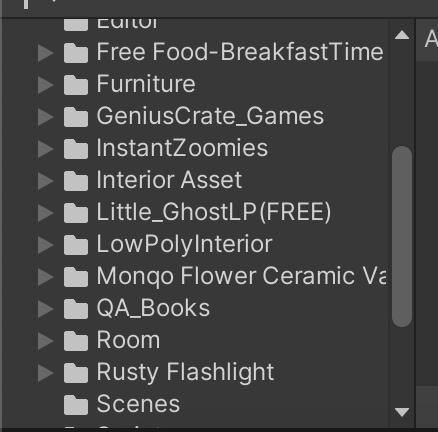 Editor
Free Food-BreakfastTime
Furniture
GeniusCrate_Games
InstantZoomies
Interior Asset
Little_GhostLP(FREE)
LowPolyInterior
Monqo Flower Ceramic Va
QA_Books
Room
Rusty Flashlight
Scenes
A